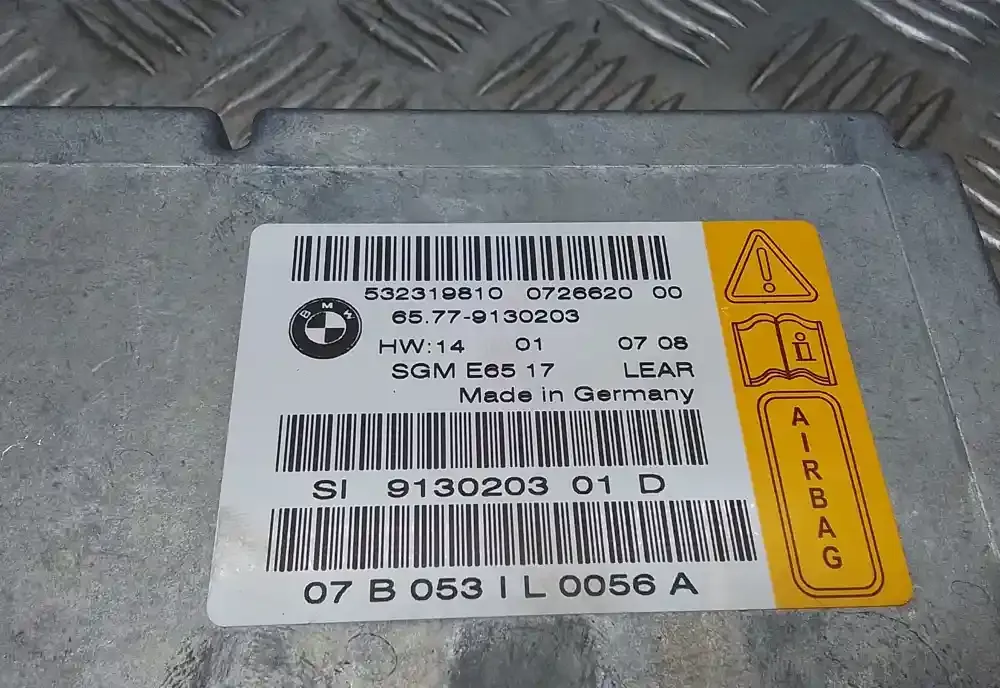 532319810 0726620 00
BMW
65.77-9130203
HW:14 01 07 08
SGM E65 17 LEAR
Made in Germany
SI 9130203 01 D
07 B 053 I L 0056 A
i
AIRBAG